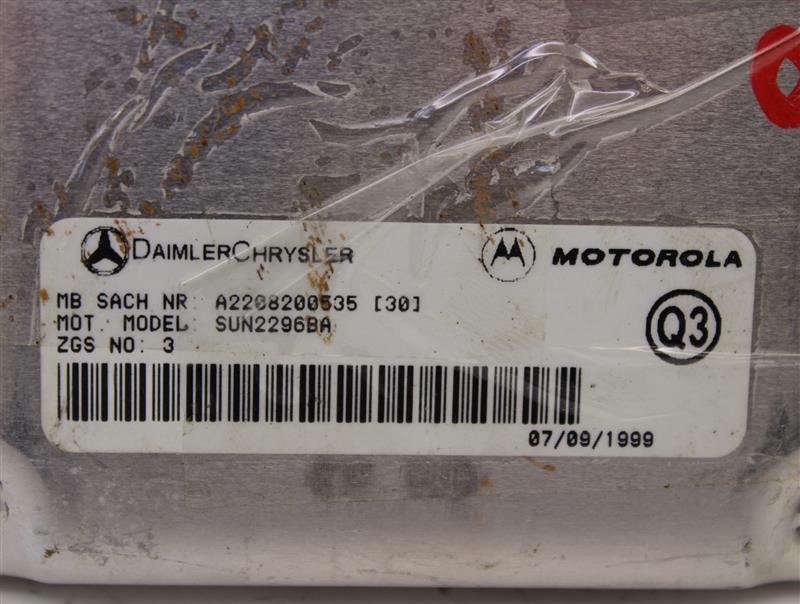 DAIMLERCHRYSLER
MOTOROLA
MB SACH NR: A2208200535 [30]
MOT. MODEL: SUN2296BA
ZGS NO: 3
Q3
07/09/1999